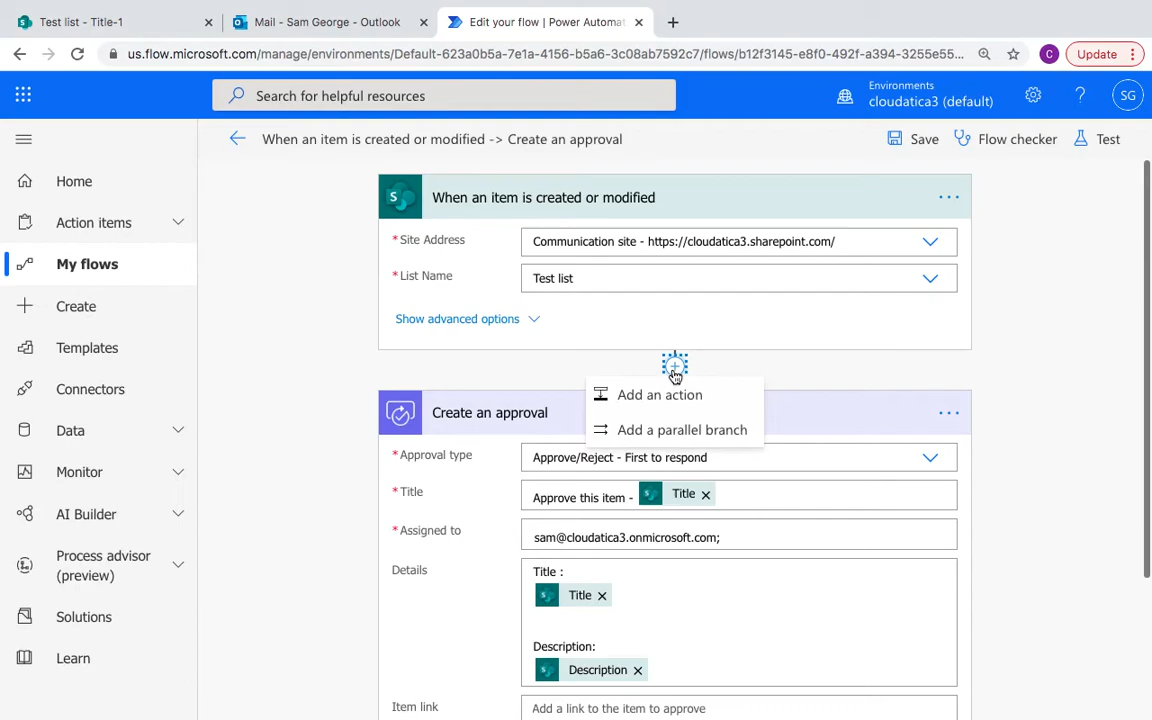 Test list - Title-1
Mail - Sam George - Outlook
Edit your flow | Power Automat
us.flow.microsoft.com/manage/environments/Default-623a0b5a-7e1a-4156-b5a6-3c08ab7592c7/flows/b12f3145-e8f0-492f-a394-3255e55...
C
Update
Search for helpful resources
Environments
cloudatica3 (default)
?
SG
When an item is created or modified -> Create an approval
Save
Flow checker
Test
Home
Action items
My flows
Create
Templates
Connectors
Data
Monitor
AI Builder
Process advisor
(preview)
Solutions
Learn
S
When an item is created or modified
*Site Address
Communication site - https://cloudatica3.sharepoint.com/
*List Name
Test list
Show advanced options
Add an action
Add a parallel branch
Create an approval
*Approval type
Approve/Reject - First to respond
*Title
Approve this item - Title
*Assigned to
sam@cloudatica3.onmicrosoft.com;
Details
Title :
Title
Description:
Description
Item link
Add a link to the item to approve